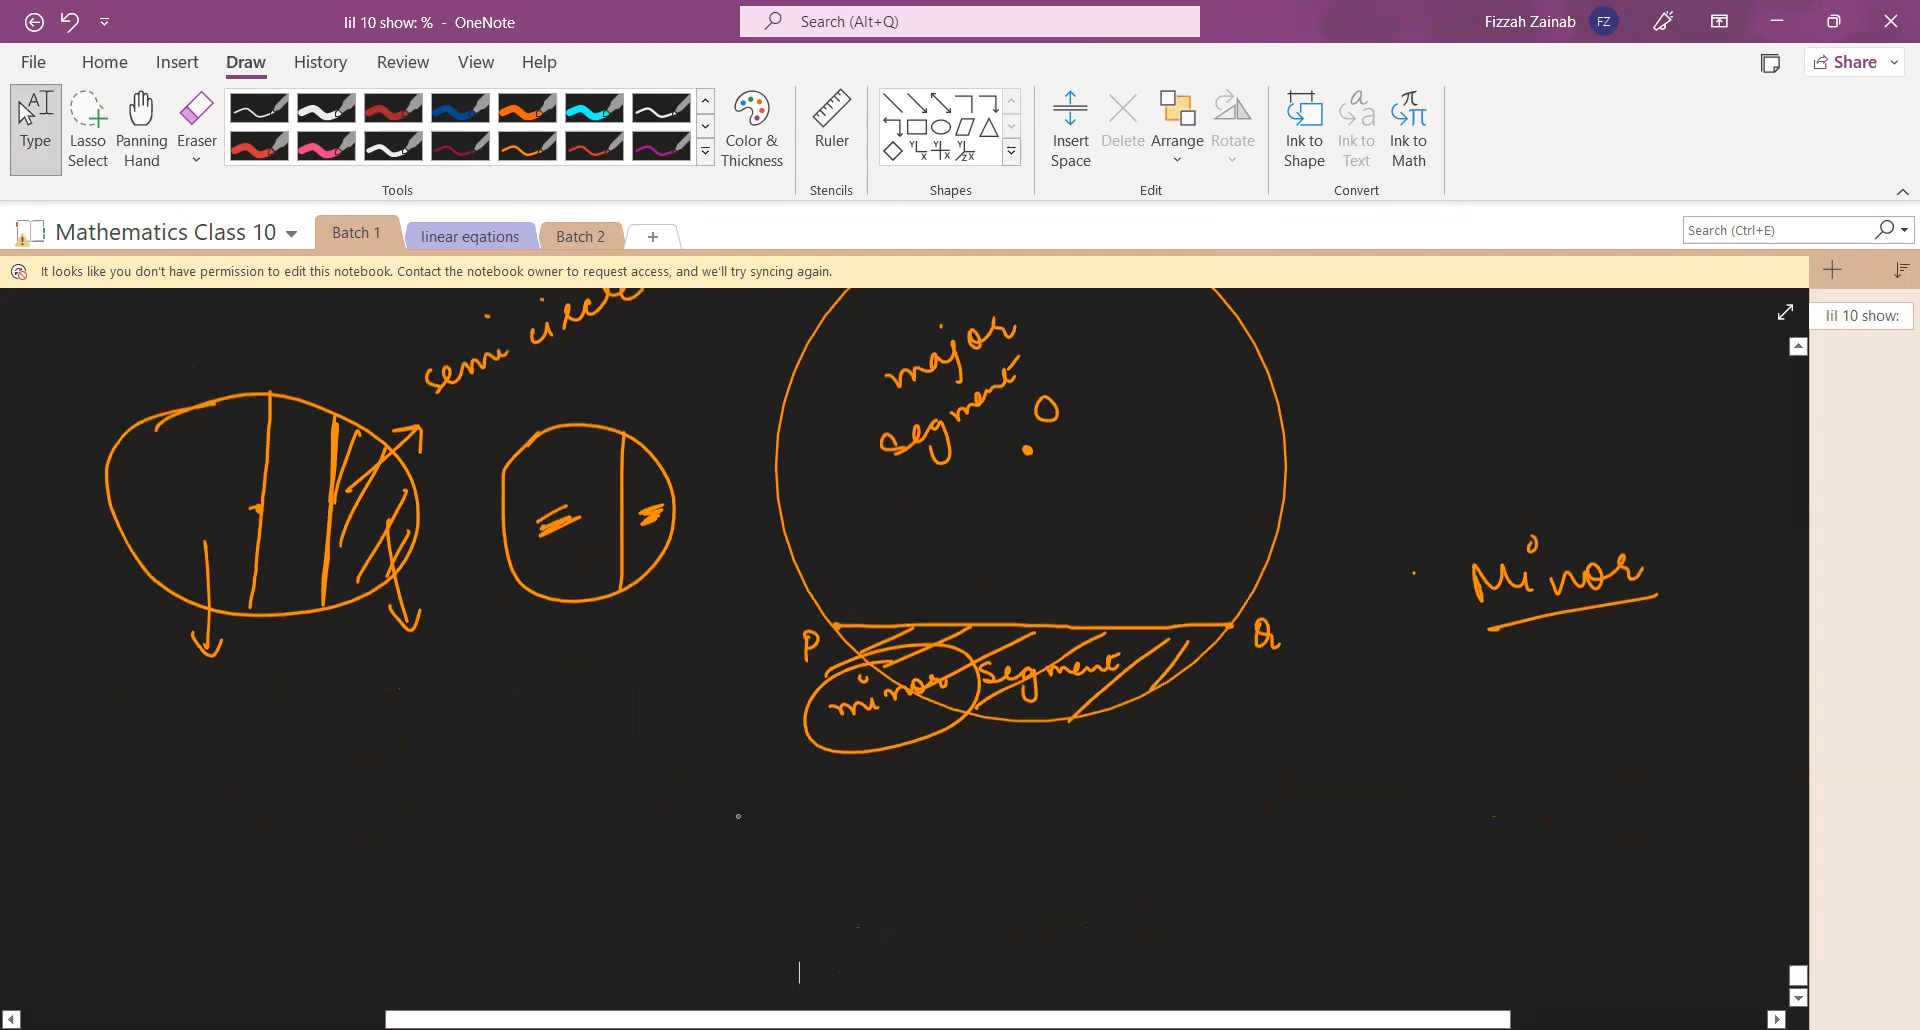 lil 10 show: % - OneNote
Search (Alt+Q)
Fizzah Zainab
FZ
File Home Insert Draw History Review View Help
Share
Type
Lasso Select
Panning Hand
Eraser
Color & Thickness
Ruler
Insert Space
Delete
Arrange
Rotate
Ink to Shape
Ink to Text
Ink to Math
Tools
Stencils
Shapes
Edit
Convert
Mathematics Class 10
Batch 1
linear eqations
Batch 2
Search (Ctrl+E)
It looks like you don't have permission to edit this notebook. Contact the notebook owner to request access, and we'll try syncing again.
lil 10 show:
semi circle
major
segment
O
Minor
P
Q
minor segment